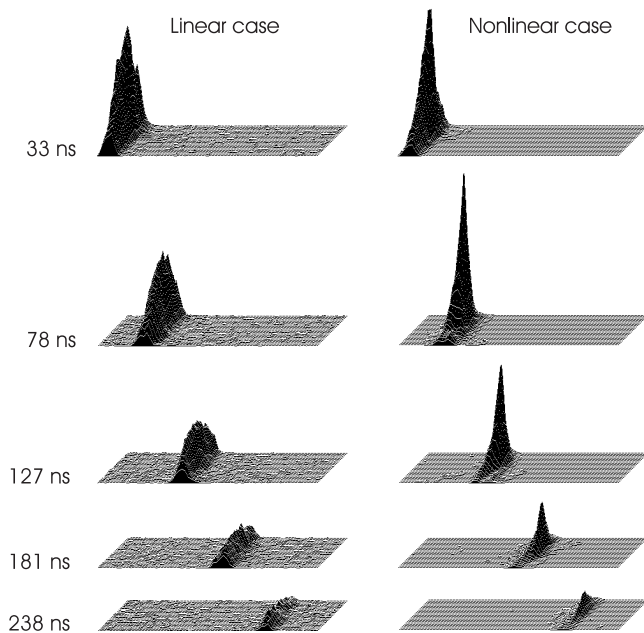 Linear case
Nonlinear case
33 ns
78 ns
127 ns
181 ns
238 ns